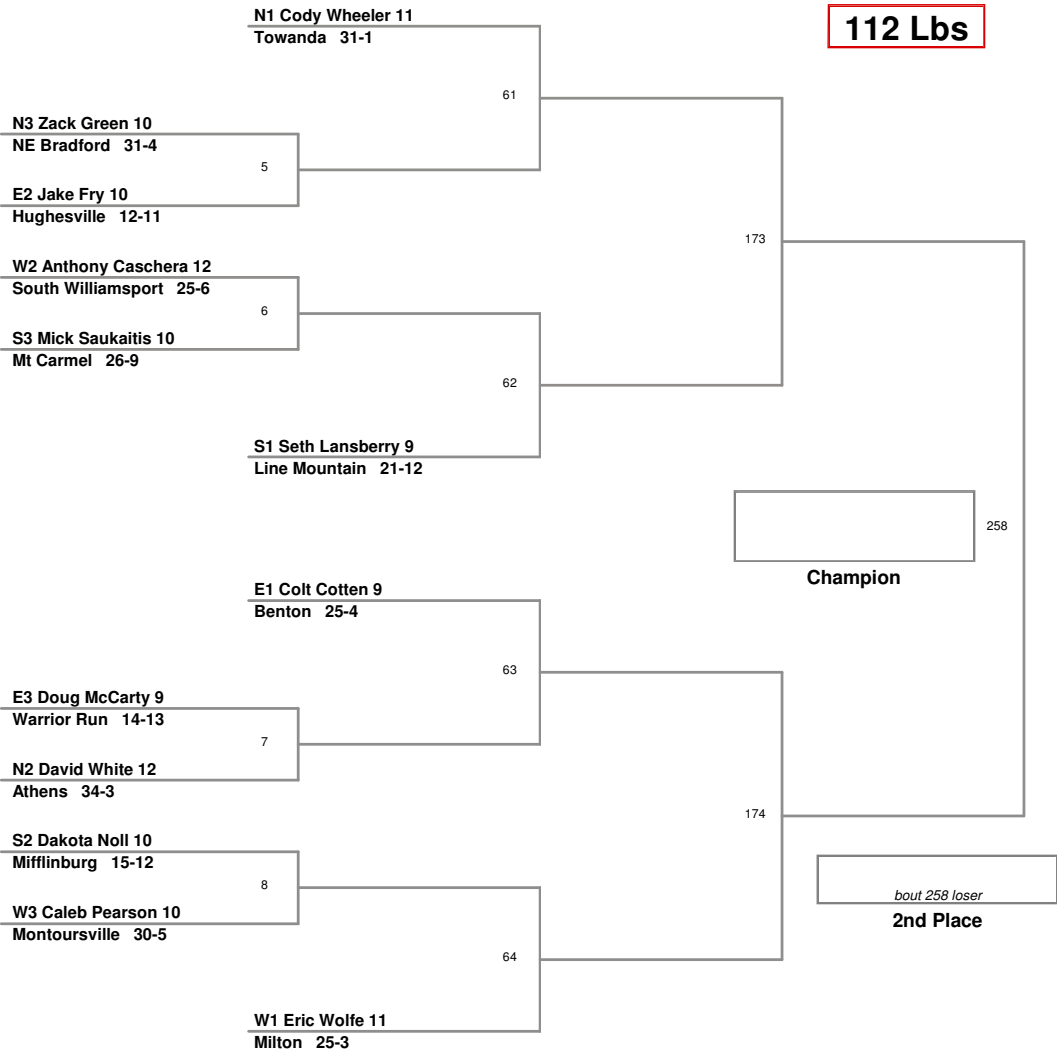 N1 Cody Wheeler 11
Towanda 31-1
112 Lbs
61
N3 Zack Green 10
NE Bradford 31-4
5
E2 Jake Fry 10
Hughesville 12-11
173
W2 Anthony Caschera 12
South Williamsport 25-6
6
S3 Mick Saukaitis 10
Mt Carmel 26-9
62
S1 Seth Lansberry 9
Line Mountain 21-12
258
Champion
E1 Colt Cotten 9
Benton 25-4
63
E3 Doug McCarty 9
Warrior Run 14-13
7
N2 David White 12
Athens 34-3
174
S2 Dakota Noll 10
Mifflinburg 15-12
8
bout 258 loser
2nd Place
W3 Caleb Pearson 10
Montoursville 30-5
64
W1 Eric Wolfe 11
Milton 25-3